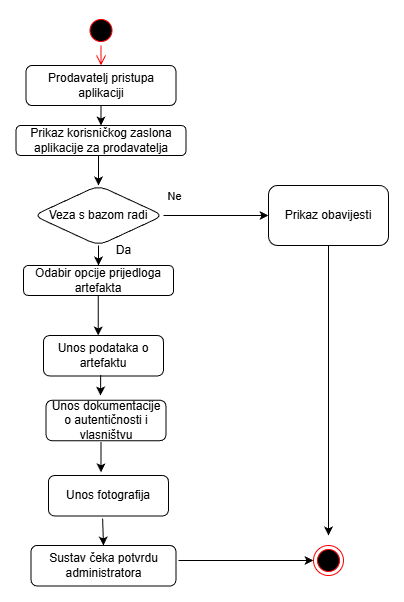 Prodavatelj pristupa
aplikaciji
Prikaz korisničkog zaslona
aplikacije za prodavatelja
Ne
Veza s bazom radi
Prikaz obavijesti
Da
Odabir opcije prijedloga
artefakta
Unos podataka o
artefaktu
Unos dokumentacije
o autentičnosti i
vlasništvu
Unos fotografija
Sustav čeka potvrdu
administratora